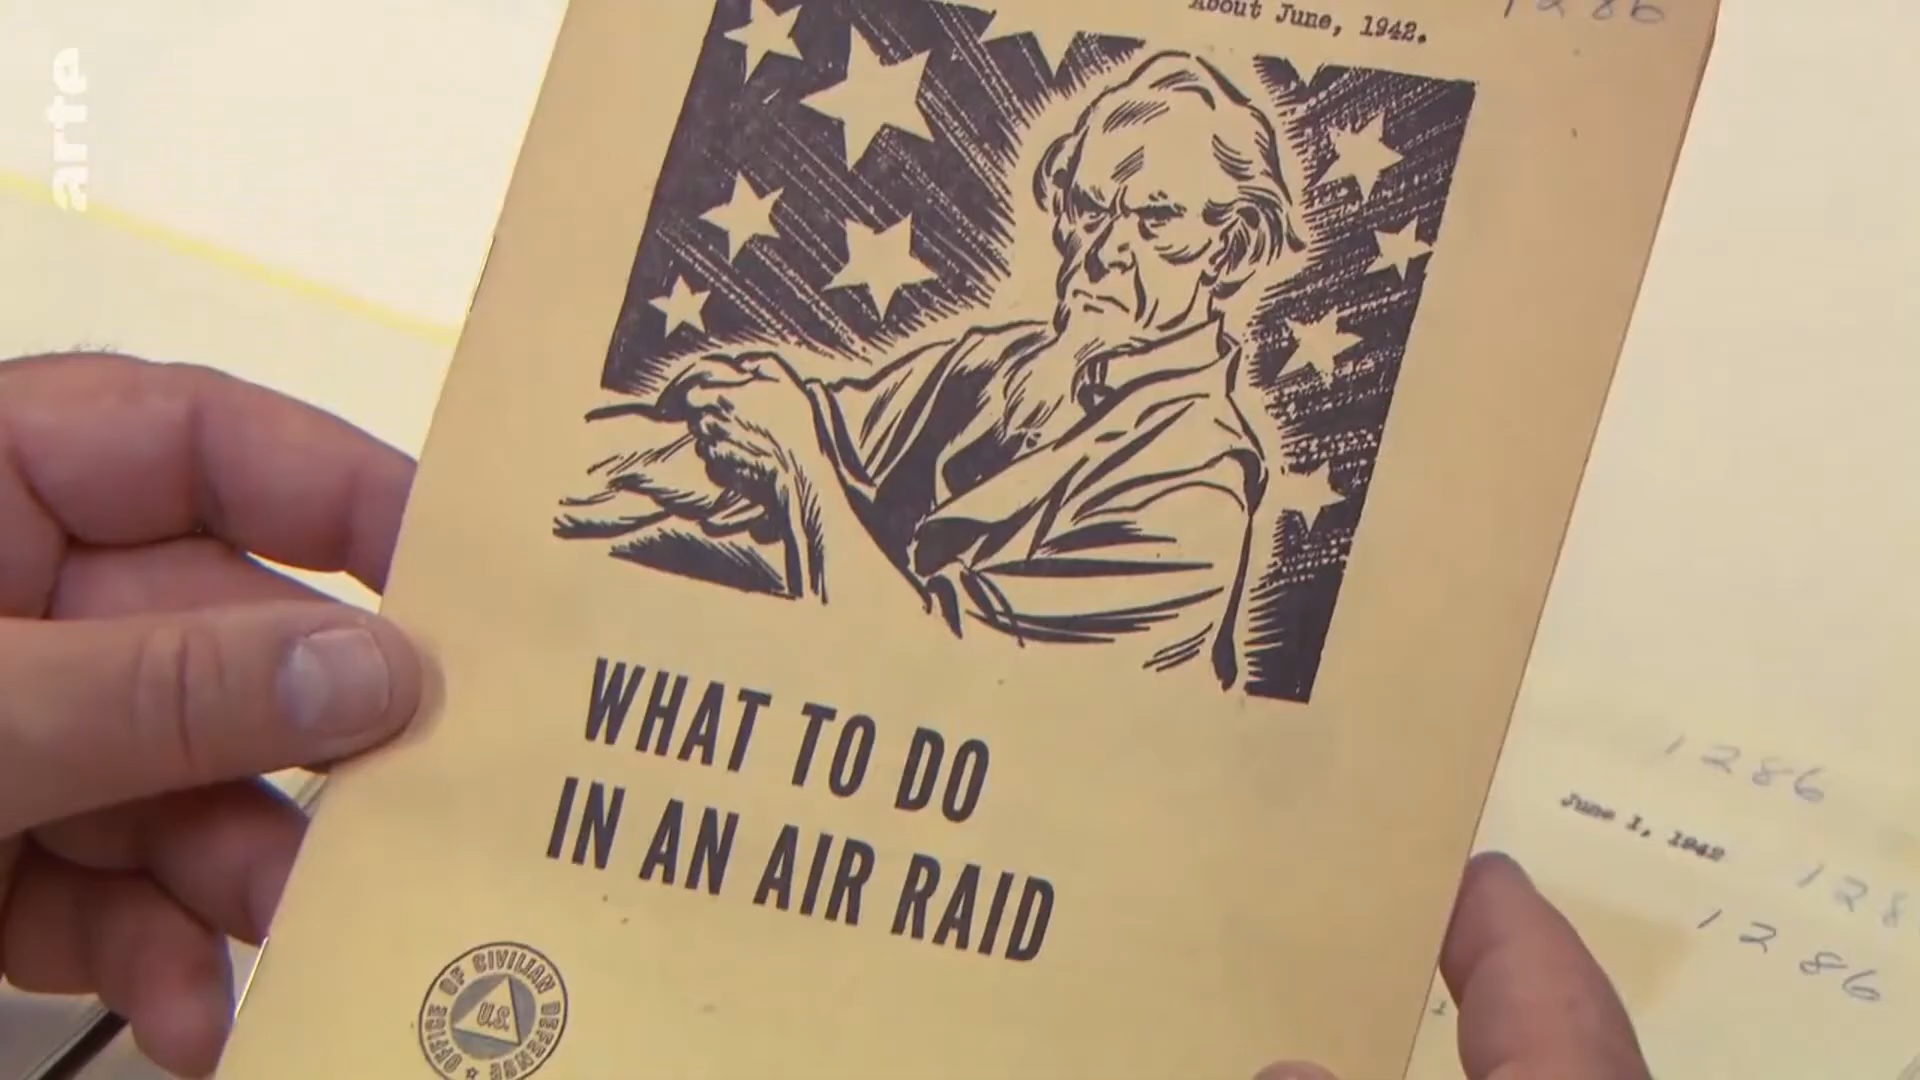 arte
About June, 1942.
1286
WHAT TO DO
IN AN AIR RAID
OFFICE OF CIVILIAN DEFENSE
U.S.
1286
June 1, 1942
128
1286